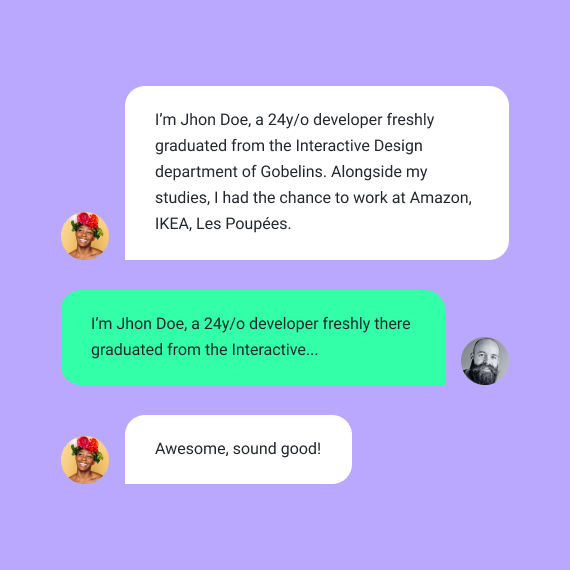 I’m Jhon Doe, a 24y/o developer freshly
graduated from the Interactive Design
department of Gobelins. Alongside my
studies, I had the chance to work at Amazon,
IKEA, Les Poupées.
I’m Jhon Doe, a 24y/o developer freshly there
graduated from the Interactive...
Awesome, sound good!